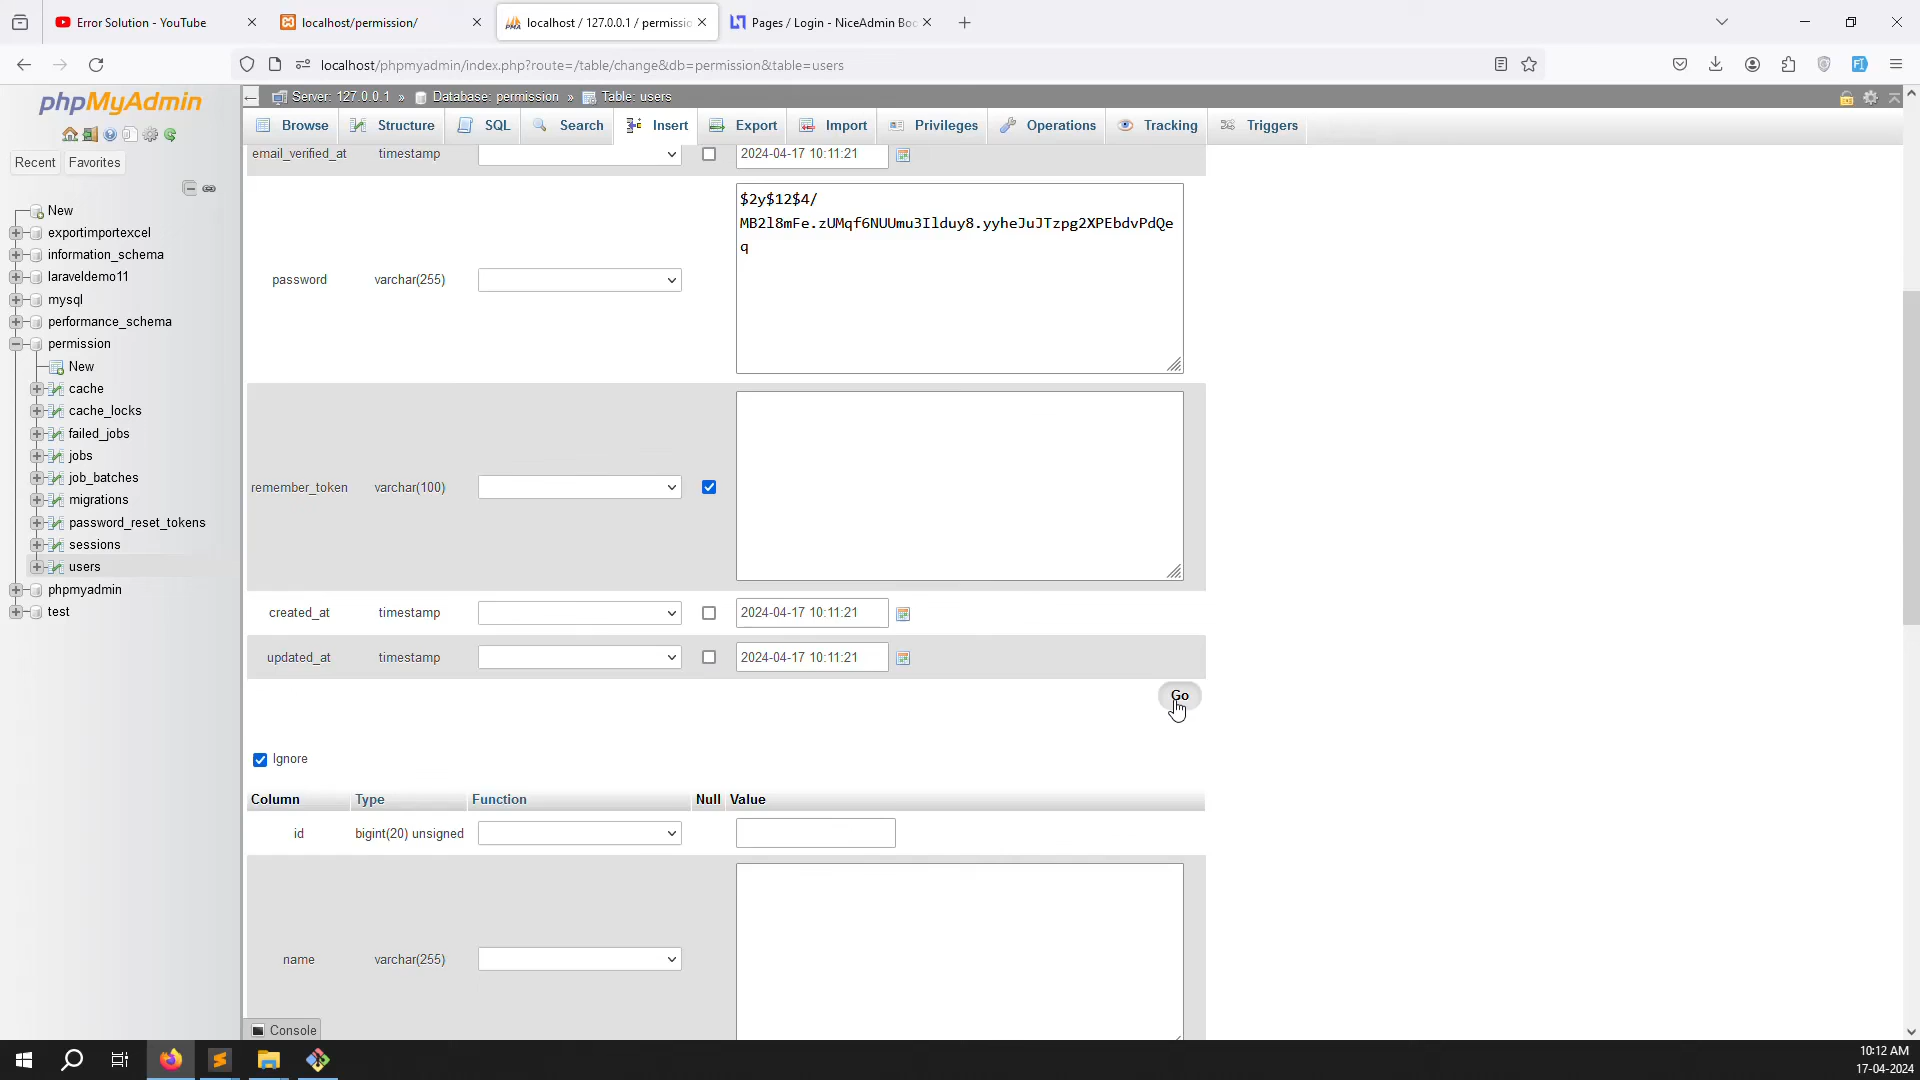 Error Solution - YouTube
localhost/permission/
localhost / 127.0.0.1 / permissio
Pages / Login - NiceAdmin Boo
localhost/phpmyadmin/index.php?route=/table/change&db=permission&table=users
phpMyAdmin
Recent
Favorites
New
exportimportexcel
information_schema
laraveldemo11
mysql
performance_schema
permission
New
cache
cache_locks
failed_jobs
jobs
job_batches
migrations
password_reset_tokens
sessions
users
phpmyadmin
test
Server: 127.0.0.1 » Database: permission » Table: users
Browse
Structure
SQL
Search
Insert
Export
Import
Privileges
Operations
Tracking
Triggers
email_verified_at timestamp 2024-04-17 10:11:21
$2y$12$4/
MB2l8mFe.zUMqf6NUUmu3Ilduy8.yyheJuJTzpg2XPEbdvPdQe
q
password varchar(255)
remember_token varchar(100)
created_at timestamp 2024-04-17 10:11:21
updated_at timestamp 2024-04-17 10:11:21
Go
Ignore
Column Type Function Null Value
id bigint(20) unsigned
name varchar(255)
Console
10:12 AM
17-04-2024